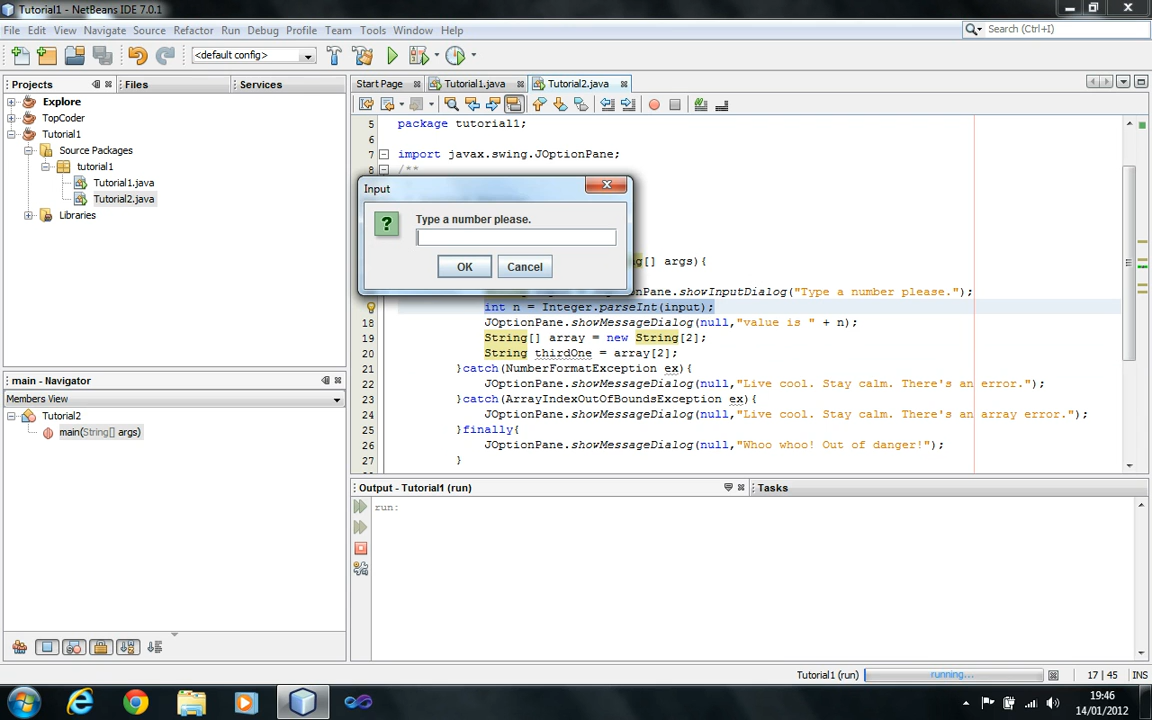 Tutorial1 - NetBeans IDE 7.0.1
File Edit View Navigate Source Refactor Run Debug Profile Team Tools Window Help
Search (Ctrl+I)
<default config>
Projects Files Services
Explore
TopCoder
Tutorial1
Source Packages
tutorial1
Tutorial1.java
Tutorial2.java
Libraries
main - Navigator
Members View
Tutorial2
main(String[] args)
Start Page Tutorial1.java Tutorial2.java
5 package tutorial1;
6
7 import javax.swing.JOptionPane;
8 /**
Input
Type a number please.
OK Cancel
[] args){
.showInputDialog("Type a number please.");
int n = Integer.parseInt(input);
18 JOptionPane.showMessageDialog(null,"value is " + n);
19 String[] array = new String[2];
20 String thirdOne = array[2];
21 }catch(NumberFormatException ex){
22 JOptionPane.showMessageDialog(null,"Live cool. Stay calm. There's an error.");
23 }catch(ArrayIndexOutOfBoundsException ex){
24 JOptionPane.showMessageDialog(null,"Live cool. Stay calm. There's an array error.");
25 }finally{
26 JOptionPane.showMessageDialog(null,"Whoo whoo! Out of danger!");
27 }
Output - Tutorial1 (run) Tasks
run:
Tutorial1 (run) running... 17 | 45 INS
19:46
14/01/2012